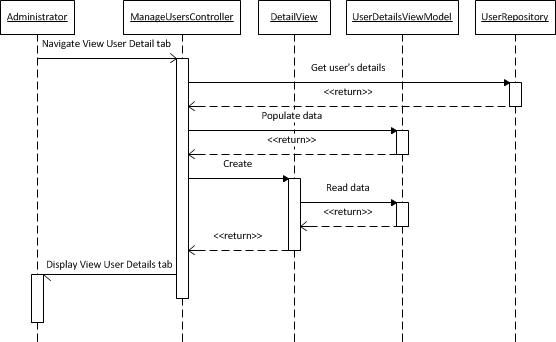 Administrator
ManageUsersController
DetailView
UserDetailsViewModel
UserRepository
Navigate View User Detail tab
Get user's details
<<return>>
Populate data
<<return>>
Create
Read data
<<return>>
<<return>>
Display View User Details tab